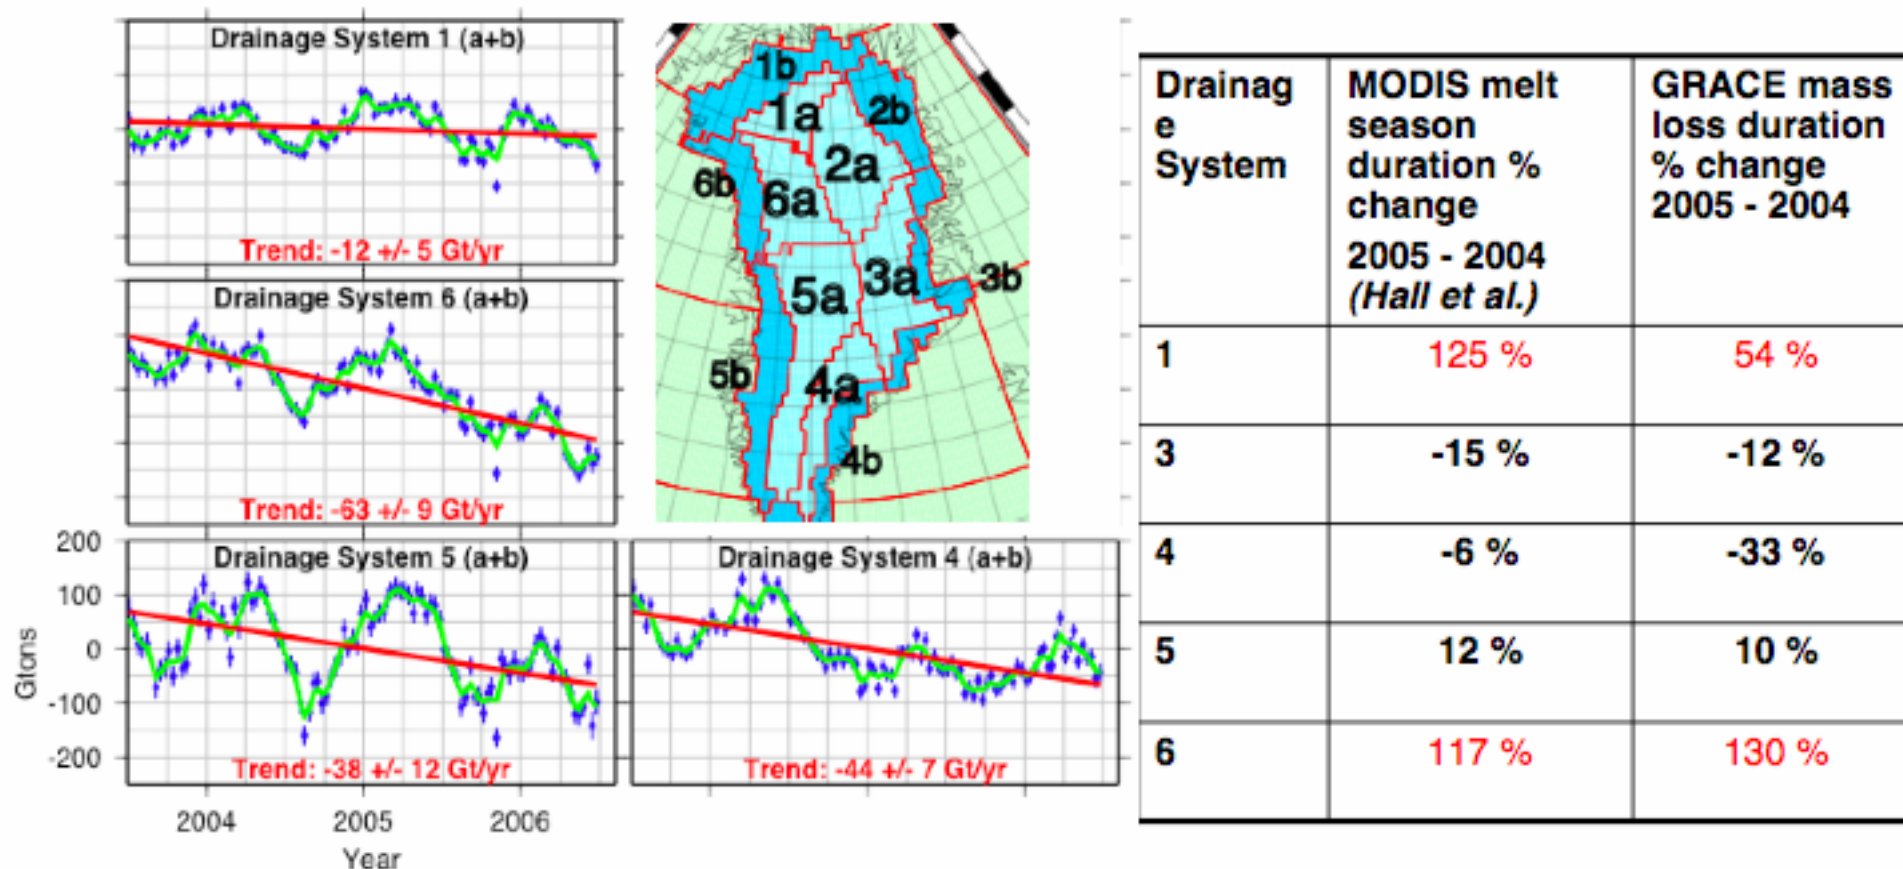 Drainage System 1 (a+b)
Trend: -12 +/- 5 Gt/yr
Drainage System 6 (a+b)
Trend: -63 +/- 9 Gt/yr
200
100
0
-100
-200
Gtons
Drainage System 5 (a+b)
Trend: -38 +/- 12 Gt/yr
2004 2005 2006
Year
Drainage System 4 (a+b)
Trend: -44 +/- 7 Gt/yr
1b
1a
2b
2a
6b
6a
3a
3b
5a
5b
4a
4b
Drainag
e
System
MODIS melt
season
duration %
change
2005 - 2004
(Hall et al.)
GRACE mass
loss duration
% change
2005 - 2004
1 125 % 54 %
3 -15 % -12 %
4 -6 % -33 %
5 12 % 10 %
6 117 % 130 %